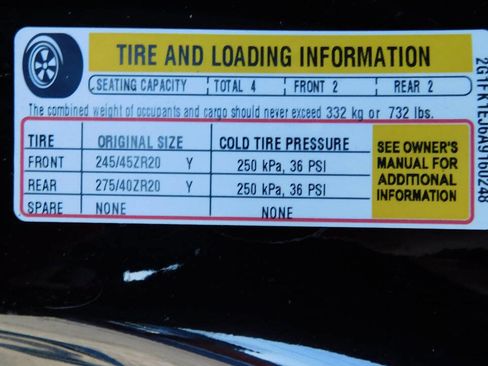 TIRE AND LOADING INFORMATION
SEATING CAPACITY TOTAL 4 FRONT 2 REAR 2
The combined weight of occupants and cargo should never exceed 332 kg or 732 lbs.
TIRE ORIGINAL SIZE COLD TIRE PRESSURE
FRONT 245/45ZR20 Y 250 kPa, 36 PSI
REAR 275/40ZR20 Y 250 kPa, 36 PSI
SPARE NONE NONE
SEE OWNER'S
MANUAL FOR
ADDITIONAL
INFORMATION